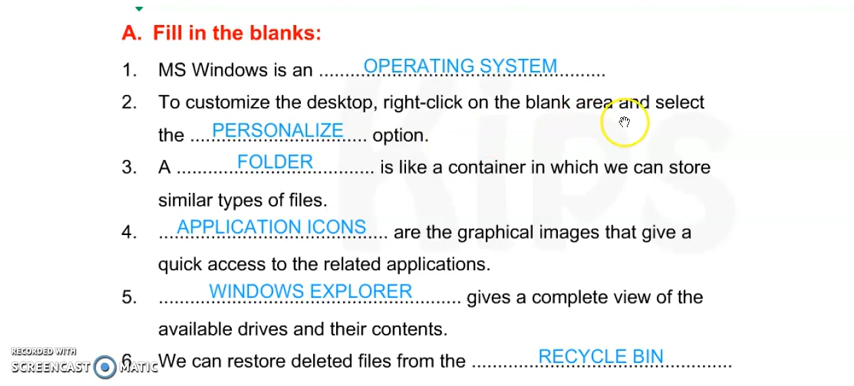 A. Fill in the blanks:
1. MS Windows is an ........OPERATING SYSTEM........
2. To customize the desktop, right-click on the blank area and select
the ....PERSONALIZE.... option.
3. A ............FOLDER............ is like a container in which we can store
similar types of files.
4. ....APPLICATION ICONS.... are the graphical images that give a
quick access to the related applications.
5. ..........WINDOWS EXPLORER.......... gives a complete view of the
available drives and their contents.
6. We can restore deleted files from the ............RECYCLE BIN............
Kips
RECORDED WITH
SCREENCAST MATIC